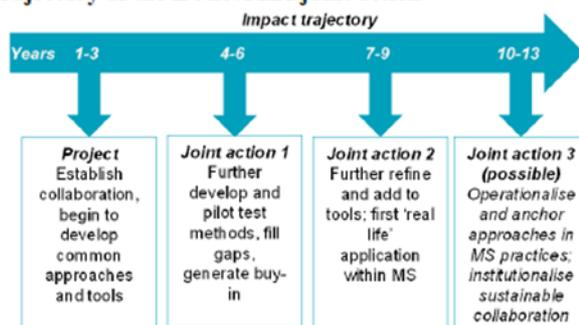 Impact trajectory
Years 1-3 4-6 7-9 10-13
Project
Establish
collaboration,
begin to
develop
common
approaches
and tools
Joint action 1
Further
develop and
pilot test
methods, fill
gaps,
generate buy-
in
Joint action 2
Further refine
and add to
tools; first 'real
life'
application
within MS
Joint action 3
(possible)
Operationalise
and anchor
approaches in
MS practices;
institutionalise
sustainable
collaboration